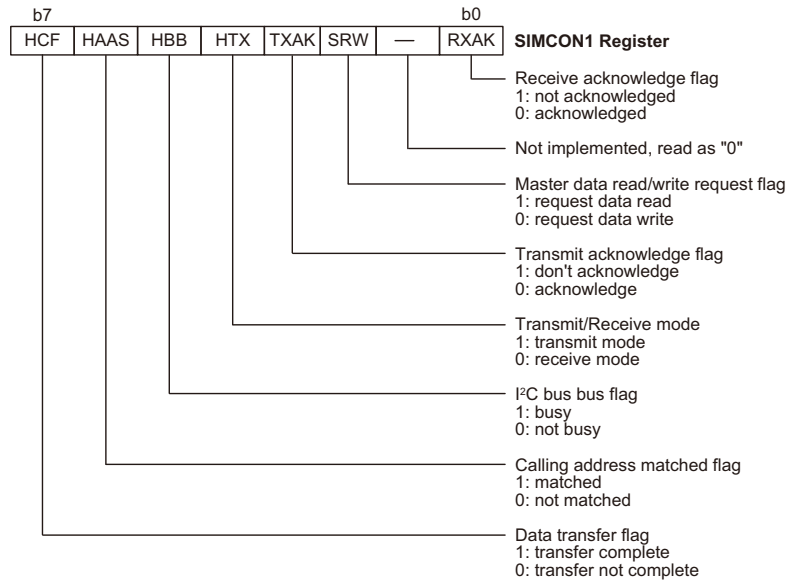 b7 b0
HCF HAAS HBB HTX TXAK SRW — RXAK SIMCON1 Register
Receive acknowledge flag
1: not acknowledged
0: acknowledged
Not implemented, read as "0"
Master data read/write request flag
1: request data read
0: request data write
Transmit acknowledge flag
1: don't acknowledge
0: acknowledge
Transmit/Receive mode
1: transmit mode
0: receive mode
I²C bus bus flag
1: busy
0: not busy
Calling address matched flag
1: matched
0: not matched
Data transfer flag
1: transfer complete
0: transfer not complete